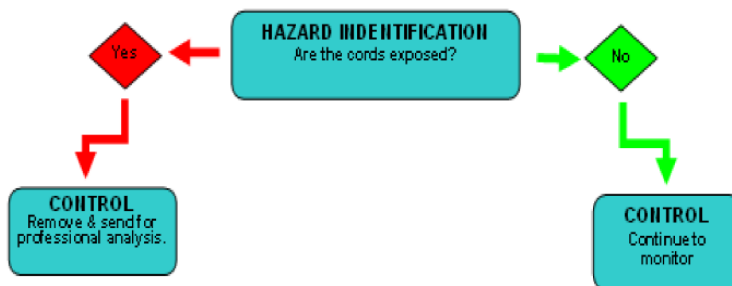 HAZARD INDENTIFICATION
Are the cords exposed?
Yes
No
CONTROL
Remove & send for
professional analysis.
CONTROL
Continue to
monitor